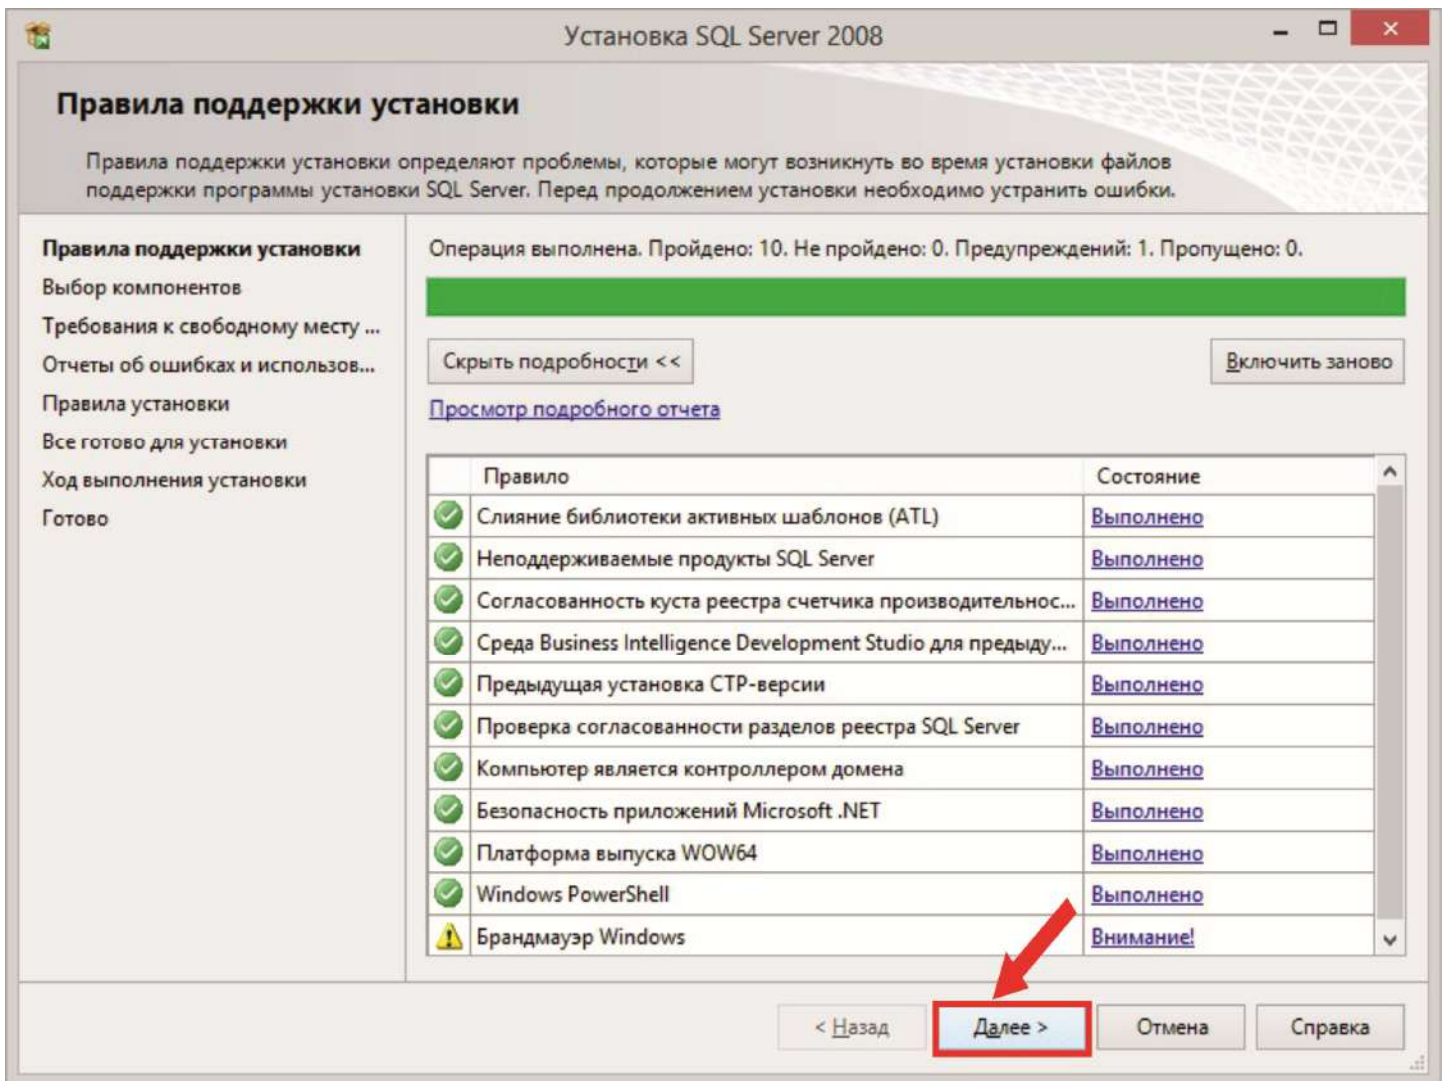 Установка SQL Server 2008
Правила поддержки установки
Правила поддержки установки определяют проблемы, которые могут возникнуть во время установки файлов
поддержки программы установки SQL Server. Перед продолжением установки необходимо устранить ошибки.
Правила поддержки установки
Выбор компонентов
Требования к свободному месту ...
Отчеты об ошибках и использов...
Правила установки
Все готово для установки
Ход выполнения установки
Готово
Операция выполнена. Пройдено: 10. Не пройдено: 0. Предупреждений: 1. Пропущено: 0.
Скрыть подробности << Включить заново
Просмотр подробного отчета
Правило Состояние
Слияние библиотеки активных шаблонов (ATL) Выполнено
Неподдерживаемые продукты SQL Server Выполнено
Согласованность куста реестра счетчика производительнос... Выполнено
Среда Business Intelligence Development Studio для предыду... Выполнено
Предыдущая установка CTP-версии Выполнено
Проверка согласованности разделов реестра SQL Server Выполнено
Компьютер является контроллером домена Выполнено
Безопасность приложений Microsoft .NET Выполнено
Платформа выпуска WOW64 Выполнено
Windows PowerShell Выполнено
Брандмауэр Windows Внимание!
< Назад Далее > Отмена Справка